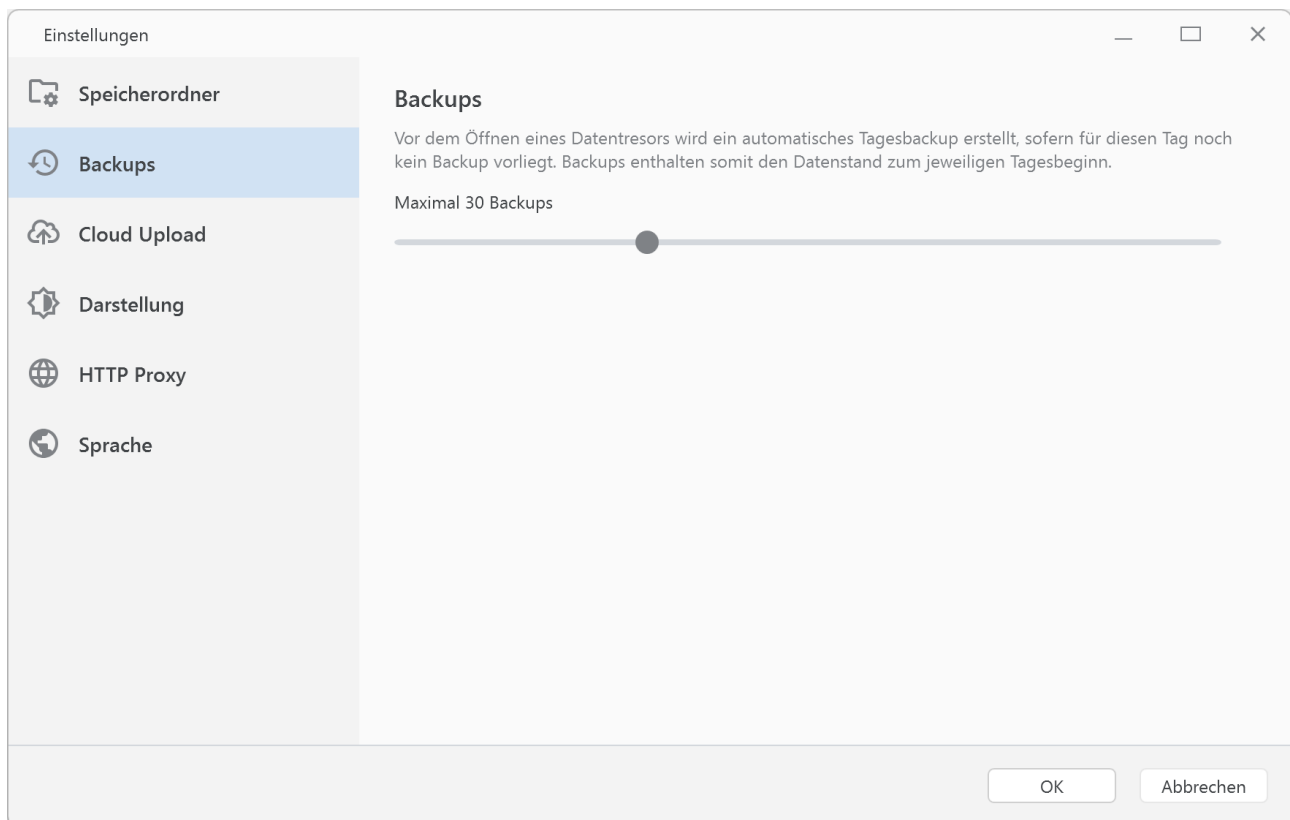 Einstellungen
Speicherordner
Backups
Cloud Upload
Darstellung
HTTP Proxy
Sprache
Backups
Vor dem Öffnen eines Datentresors wird ein automatisches Tagesbackup erstellt, sofern für diesen Tag noch
kein Backup vorliegt. Backups enthalten somit den Datenstand zum jeweiligen Tagesbeginn.
Maximal 30 Backups
OK
Abbrechen